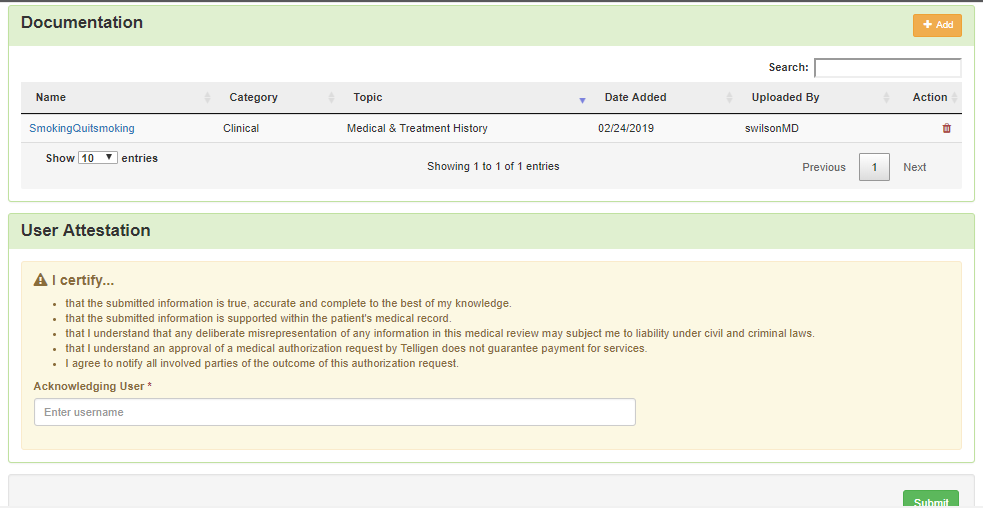 Documentation
+ Add
Search:
Name Category Topic Date Added Uploaded By Action
SmokingQuitsmoking Clinical Medical & Treatment History 02/24/2019 swilsonMD
Show 10 entries Showing 1 to 1 of 1 entries Previous 1 Next
User Attestation
I certify...
• that the submitted information is true, accurate and complete to the best of my knowledge.
• that the submitted information is supported within the patient's medical record.
• that I understand that any deliberate misrepresentation of any information in this medical review may subject me to liability under civil and criminal laws.
• that I understand an approval of a medical authorization request by Telligen does not guarantee payment for services.
• I agree to notify all involved parties of the outcome of this authorization request.
Acknowledging User *
Enter username
Submit